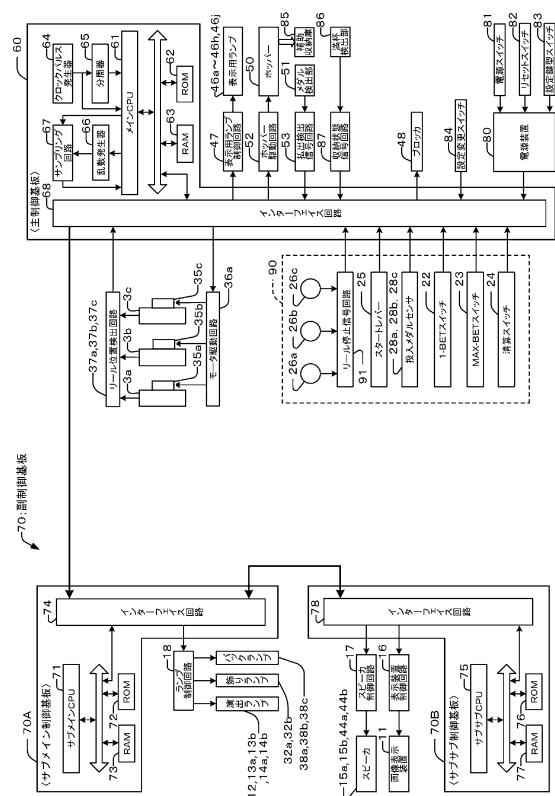 70;副制御基板
70A
〈サブメイン制御基板〉
サブメインCPU
71
ROM
72
RAM
73
74
インターフェイス回路
ランプ制御回路
18
バックランプ
38a,38b,38c
飾りランプ
32a,32b
演出ランプ
12,13a,13b
,14a,14b
70B
〈サブサブ制御基板〉
サブサブCPU
75
ROM
76
RAM
77
78
インターフェイス回路
スピーカ制御回路
17
表示装置制御回路
16
スピーカ
15a,15b,44a,44b
画像表示装置
11
60
〈主制御基板〉
クロックパルス発生器
64
分周器
65
メインCPU
61
サンプリング回路
67
乱数発生器
66
ROM
62
RAM
63
68
インターフェイス回路
リール位置検出回路
37a,37b,37c
3a
3b
3c
35a
35b
35c
モータ駆動回路
36a
90
26a
26b
26c
リール停止信号回路
91
スタートレバー
25
投入メダルセンサ
28a, 28b, 28c
1-BETスイッチ
22
MAX-BETスイッチ
23
清算スイッチ
24
表示用ランプ制御回路
47
表示用ランプ
46a~46h,46j
ホッパー駆動回路
52
ホッパー
50
払出検出信号回路
53
メダル検出部
51
補助収納庫
85
収納状態信号回路
87
満杯検出部
86
ブロッカ
48
設定変更スイッチ
84
電源装置
80
電源スイッチ
81
リセットスイッチ
82
設定鍵型スイッチ
83